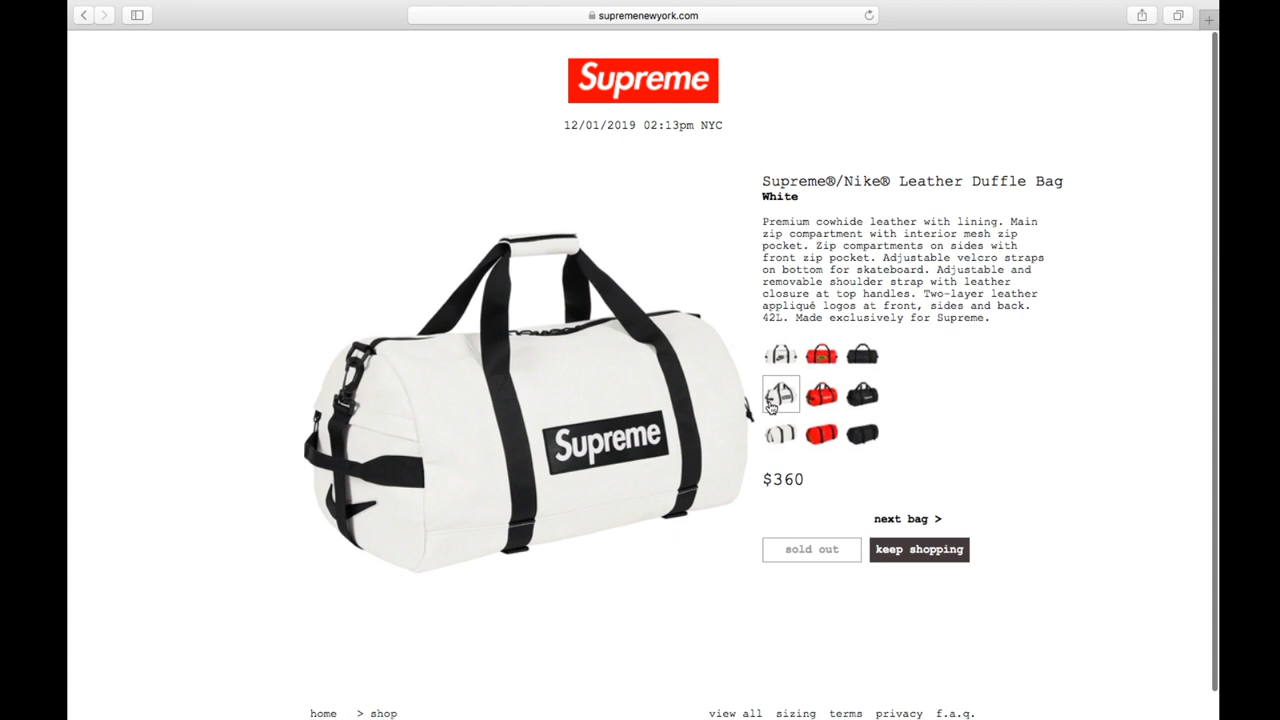 supremenewyork.com
Supreme
12/01/2019 02:13pm NYC
Supreme®/Nike® Leather Duffle Bag
White
Premium cowhide leather with lining. Main
zip compartment with interior mesh zip
pocket. Zip compartments on sides with
front zip pocket. Adjustable velcro straps
on bottom for skateboard. Adjustable and
removable shoulder strap with leather
closure at top handles. Two-layer leather
appliqué logos at front, sides and back.
42L. Made exclusively for Supreme.
Supreme
$360
next bag >
sold out
keep shopping
home > shop
view all sizing terms privacy f.a.q.